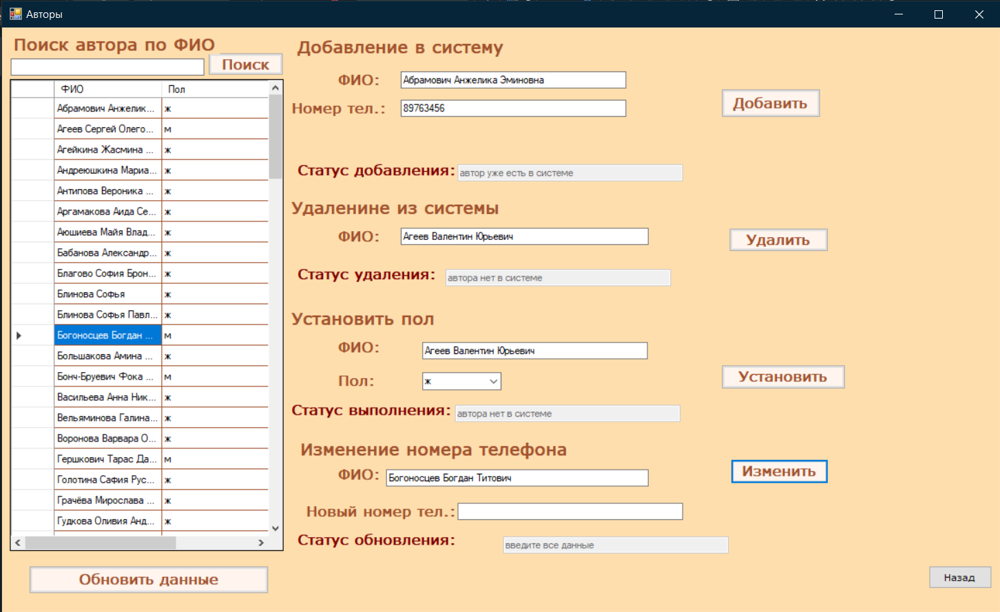 Авторы
Поиск автора по ФИО
Поиск
ФИО Пол
Абрамович Анжелик... ж
Агеев Сергей Олего... м
Агейкина Жасмина ... ж
Андреюшкина Мариа... ж
Антипова Вероника ... ж
Аргамакова Аида Се... ж
Аюшиева Майя Влад... ж
Бабанова Александр... ж
Благово София Брон... ж
Блинова Софья ж
Блинова Софья Павл... ж
Богоносцев Богдан ... м
Большакова Амина ... ж
Бонч-Бруевич Фока ... м
Васильева Анна Ник... ж
Вельяминова Галина... ж
Воронова Варвара О... ж
Гершкович Тарас Да... м
Голотина Сафия Рус... ж
Грачёва Мирослава ... ж
Гудкова Оливия Анд... ж
Обновить данные
Добавление в систему
ФИО: Абрамович Анжелика Эминовна
Номер тел.: 89763456
Добавить
Статус добавления: автор уже есть в системе
Удаленине из системы
ФИО: Агеев Валентин Юрьевич
Удалить
Статус удаления: автора нет в системе
Установить пол
ФИО: Агеев Валентин Юрьевич
Пол: ж
Установить
Статус выполнения: автора нет в системе
Изменение номера телефона
ФИО: Богоносцев Богдан Титович
Изменить
Новый номер тел.:
Статус обновления: введите все данные
Назад